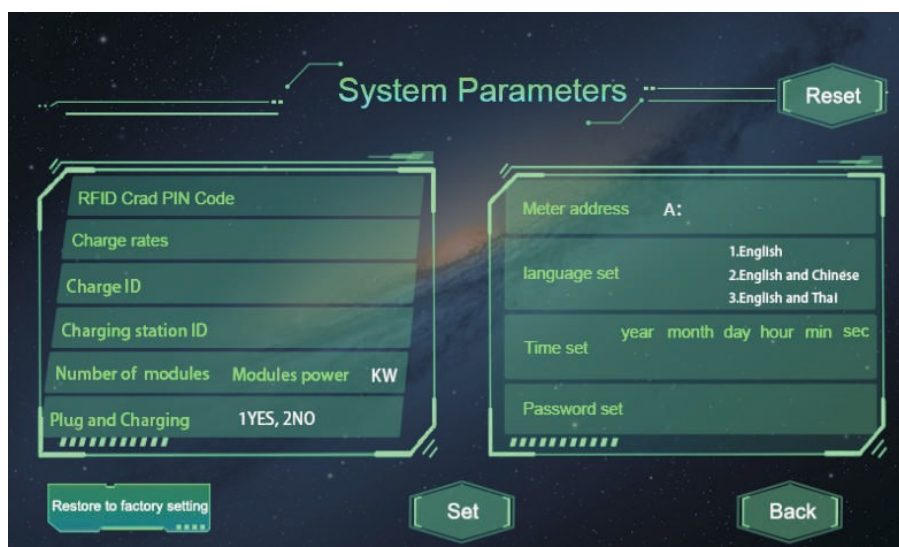 System Parameters
Reset
RFID Crad PIN Code
Charge rates
Charge ID
Charging station ID
Number of modules Modules power KW
Plug and Charging 1YES, 2NO
Meter address A:
language set
1.English
2.English and Chinese
3.English and Thai
Time set year month day hour min sec
Password set
Restore to factory setting
Set
Back